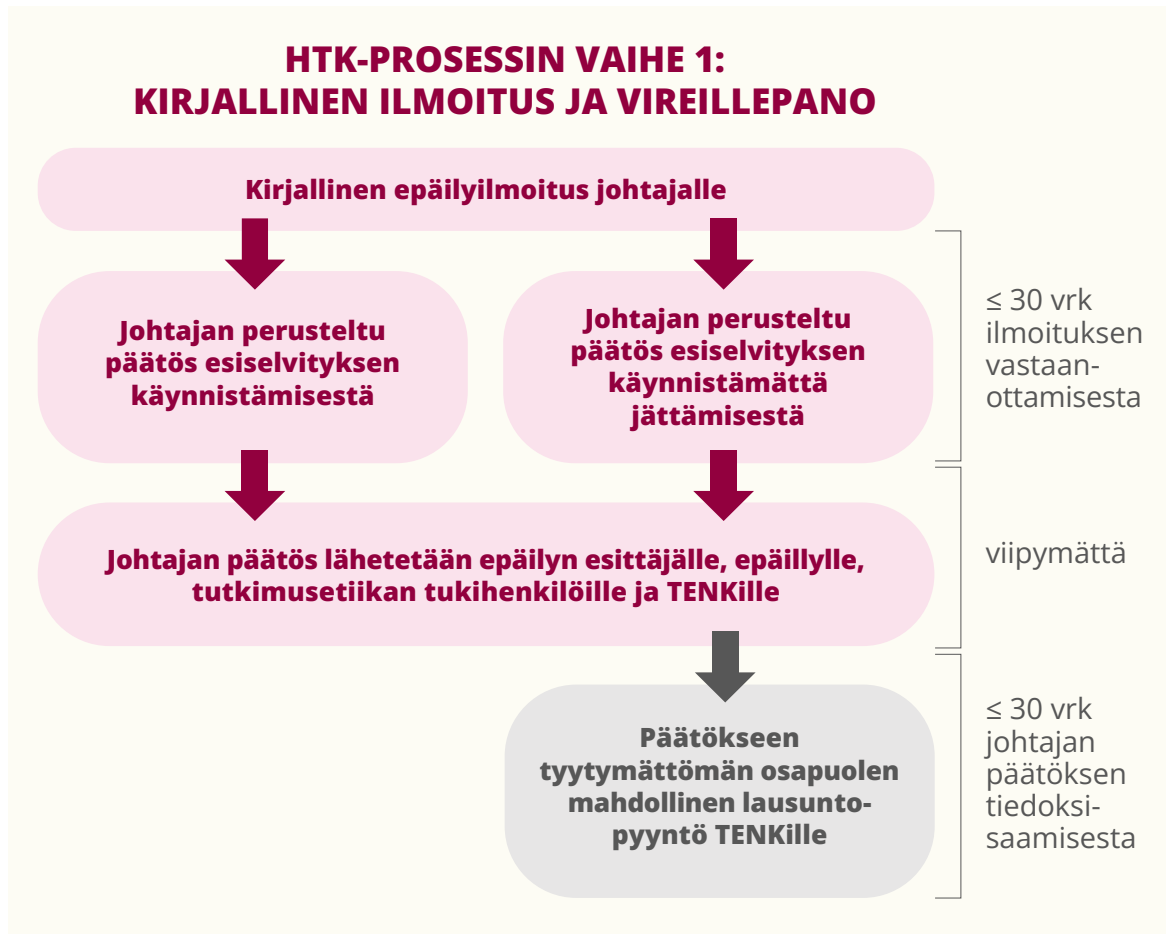 HTK-PROSESSIN VAIHE 1:
KIRJALLINEN ILMOITUS JA VIREILLEPANO
Kirjallinen epäilyilmoitus johtajalle
Johtajan perusteltu
päätös esiselvityksen
käynnistämisestä
Johtajan perusteltu
päätös esiselvityksen
käynnistämättä
jättämisestä
≤ 30 vrk
ilmoituksen
vastaan-
ottamisesta
Johtajan päätös lähetetään epäilyn esittäjälle, epäillylle,
tutkimusetiikan tukihenkilöille ja TENKille
viipymättä
Päätökseen
tyytymättömän osapuolen
mahdollinen lausunto-
pyyntö TENKille
≤ 30 vrk
johtajan
päätöksen
tiedoksi-
saamisesta